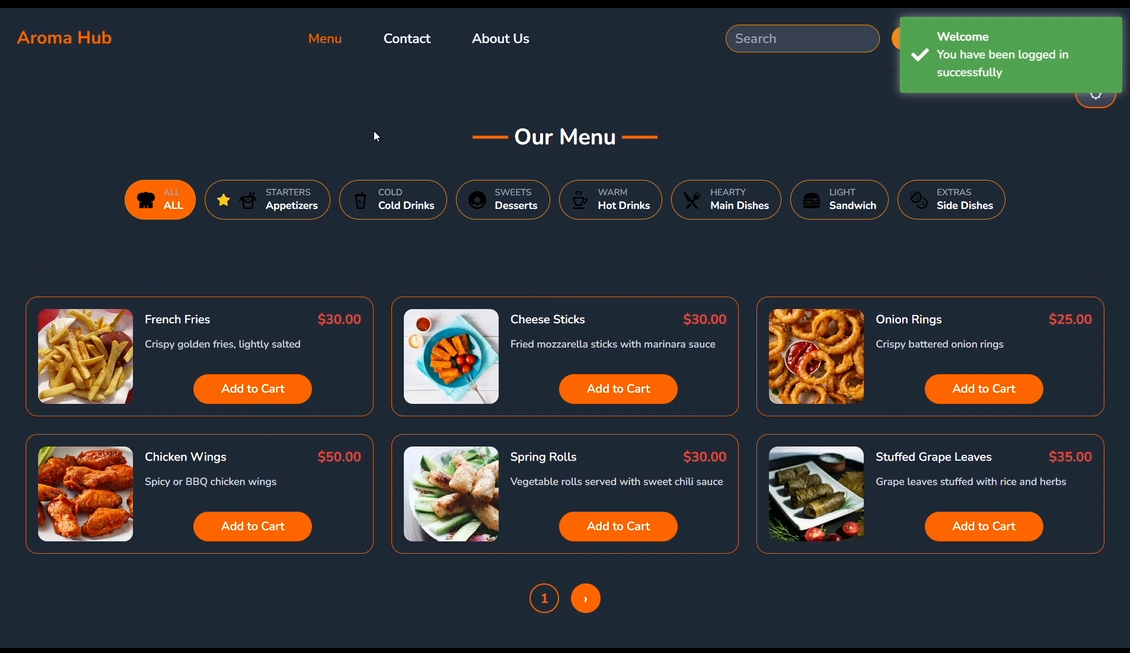 Aroma Hub
Menu
Contact
About Us
Search
Welcome
You have been logged in
successfully
Our Menu
ALL
ALL
STARTERS
Appetizers
COLD
Cold Drinks
SWEETS
Desserts
WARM
Hot Drinks
HEARTY
Main Dishes
LIGHT
Sandwich
EXTRAS
Side Dishes
French Fries $30.00
Crispy golden fries, lightly salted
Add to Cart
Cheese Sticks $30.00
Fried mozzarella sticks with marinara sauce
Add to Cart
Onion Rings $25.00
Crispy battered onion rings
Add to Cart
Chicken Wings $50.00
Spicy or BBQ chicken wings
Add to Cart
Spring Rolls $30.00
Vegetable rolls served with sweet chili sauce
Add to Cart
Stuffed Grape Leaves $35.00
Grape leaves stuffed with rice and herbs
Add to Cart
1 ›